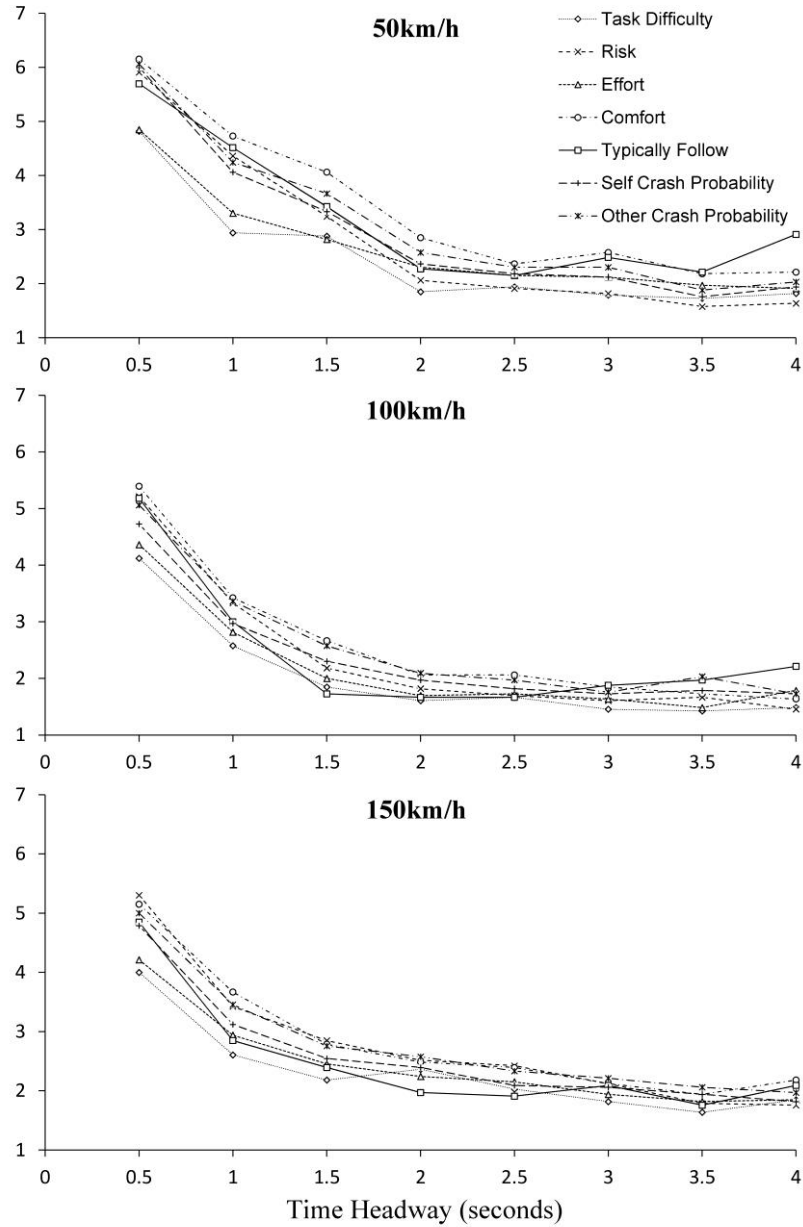 50km/h
Task Difficulty
Risk
Effort
Comfort
Typically Follow
Self Crash Probability
Other Crash Probability
7
6
5
4
3
2
1
0 0.5 1 1.5 2 2.5 3 3.5 4
100km/h
7
6
5
4
3
2
1
0 0.5 1 1.5 2 2.5 3 3.5 4
150km/h
7
6
5
4
3
2
1
0 0.5 1 1.5 2 2.5 3 3.5 4
Time Headway (seconds)